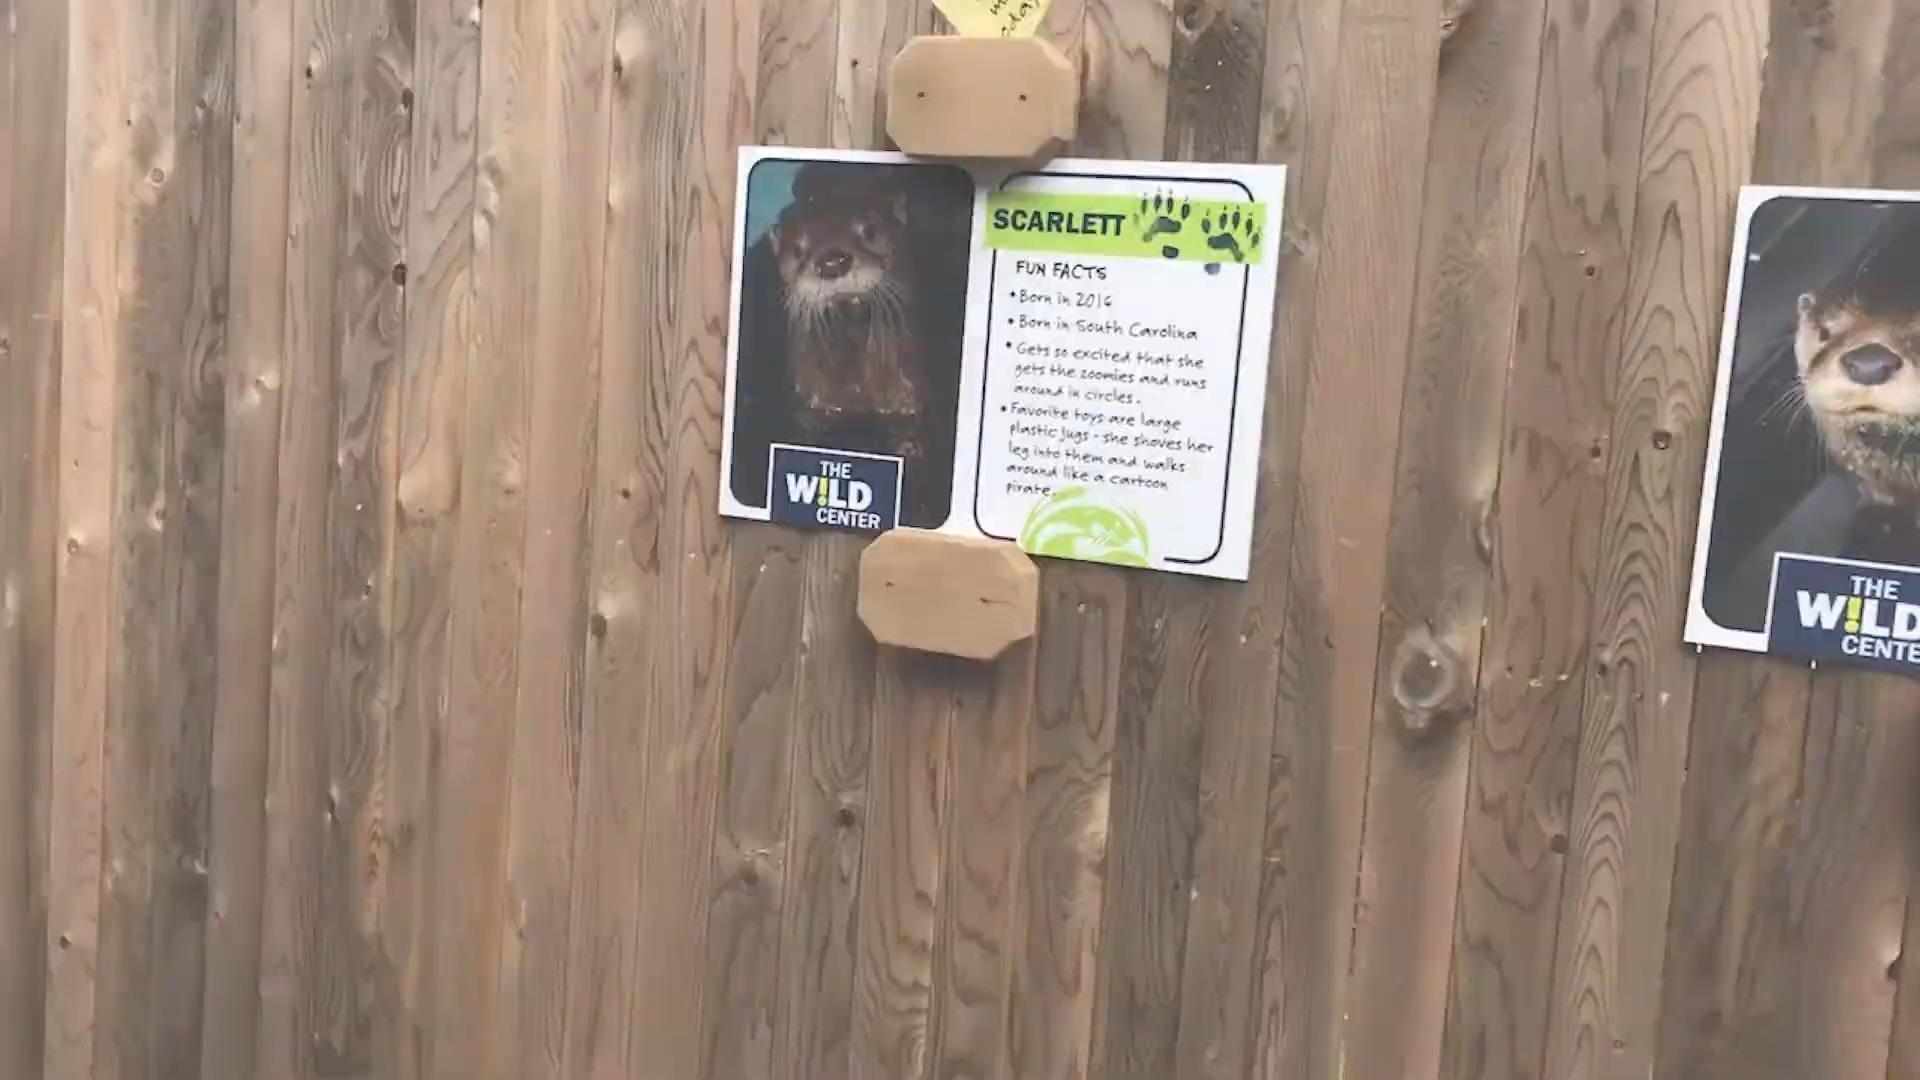 SCARLETT
FUN FACTS
• Born in 2016
• Born in South Carolina
• Gets so excited that she
gets the zoomies and runs
around in circles.
• Favorite toys are large
plastic jugs - she shoves her
leg into them and walks
around like a cartoon
pirate.
THE
W!LD
CENTER
THE
W!LD
CENTE